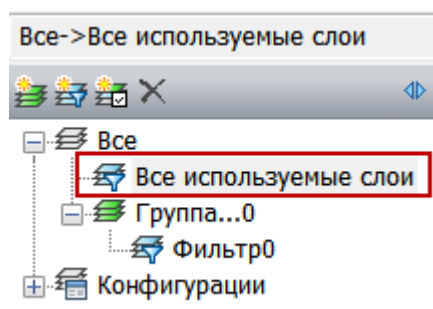 Все->Все используемые слои
Все
Все используемые слои
Группа...0
Фильтр0
Конфигурации